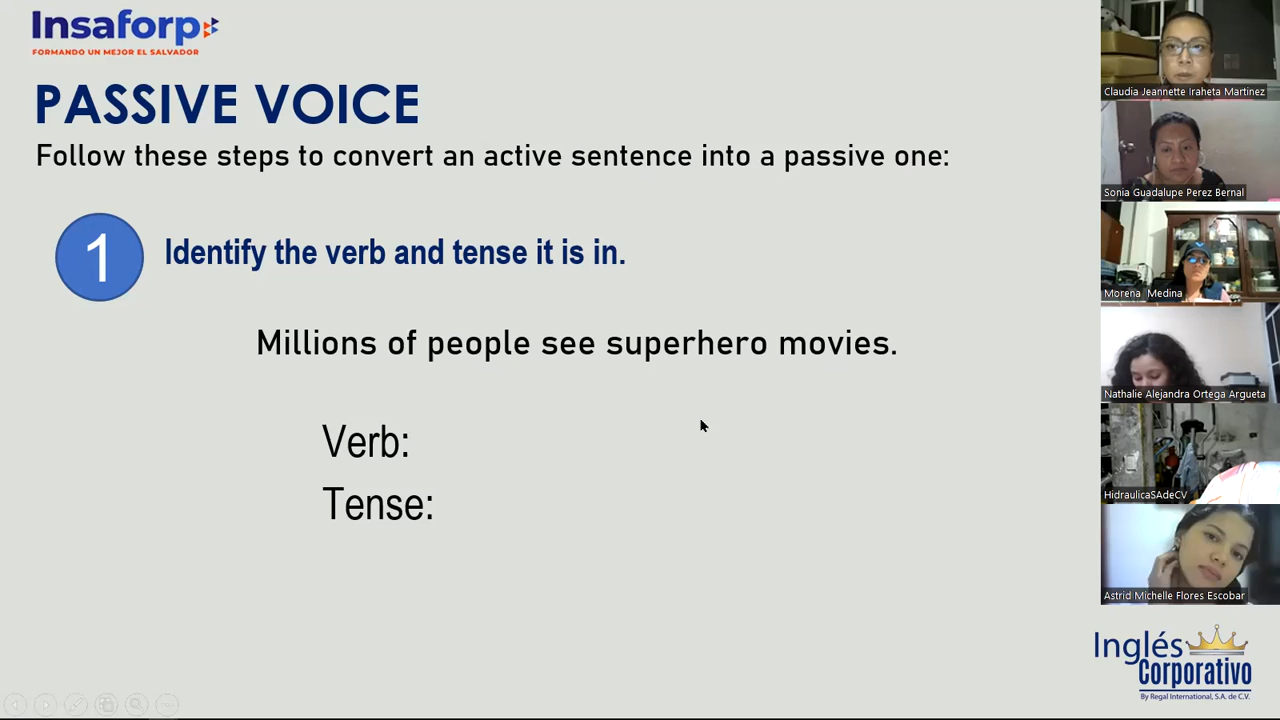 Insaforp
FORMANDO UN MEJOR EL SALVADOR
PASSIVE VOICE
Follow these steps to convert an active sentence into a passive one:
1
Identify the verb and tense it is in.
Millions of people see superhero movies.
Verb:
Tense:
Claudia Jeannette Iraheta Martinez
Sonia Guadalupe Perez Bernal
Morena Medina
Nathalie Alejandra Ortega Argueta
HidraulicaSAdeCV
Astrid Michelle Flores Escobar
Inglés
Corporativo
By Regal International, S.A. de C.V.